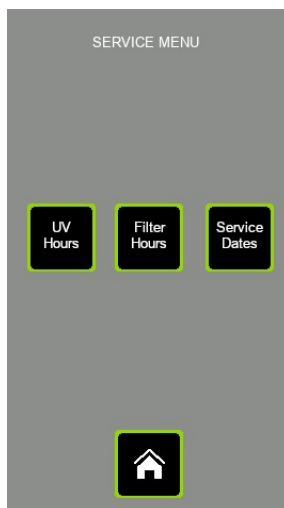 SERVICE MENU
UV
Hours
Filter
Hours
Service
Dates